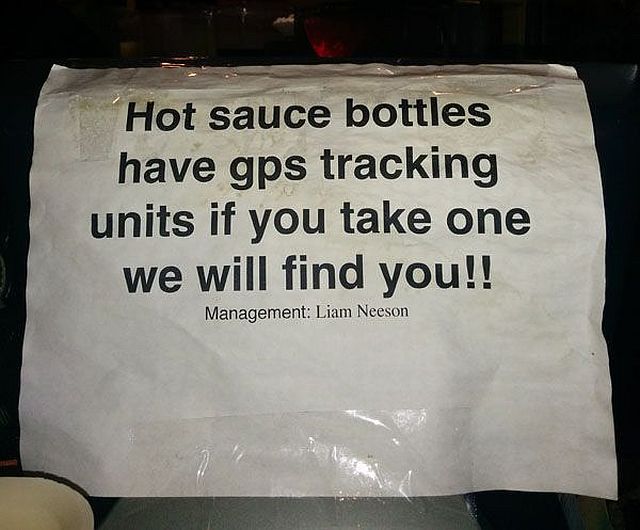 Hot sauce bottles
have gps tracking
units if you take one
we will find you!!
Management: Liam Neeson